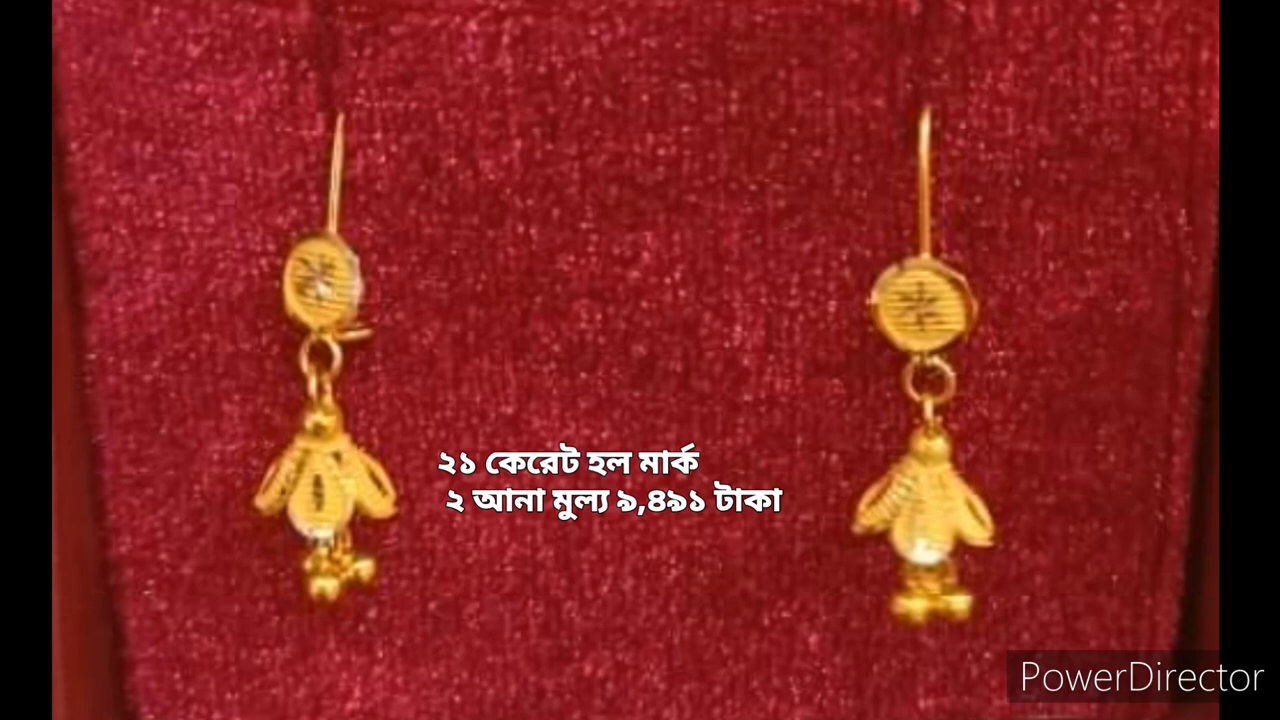 ২১ কেরেট হল মার্ক
২ আনা মুল্য ৯,৪৯১ টাকা
PowerDirector